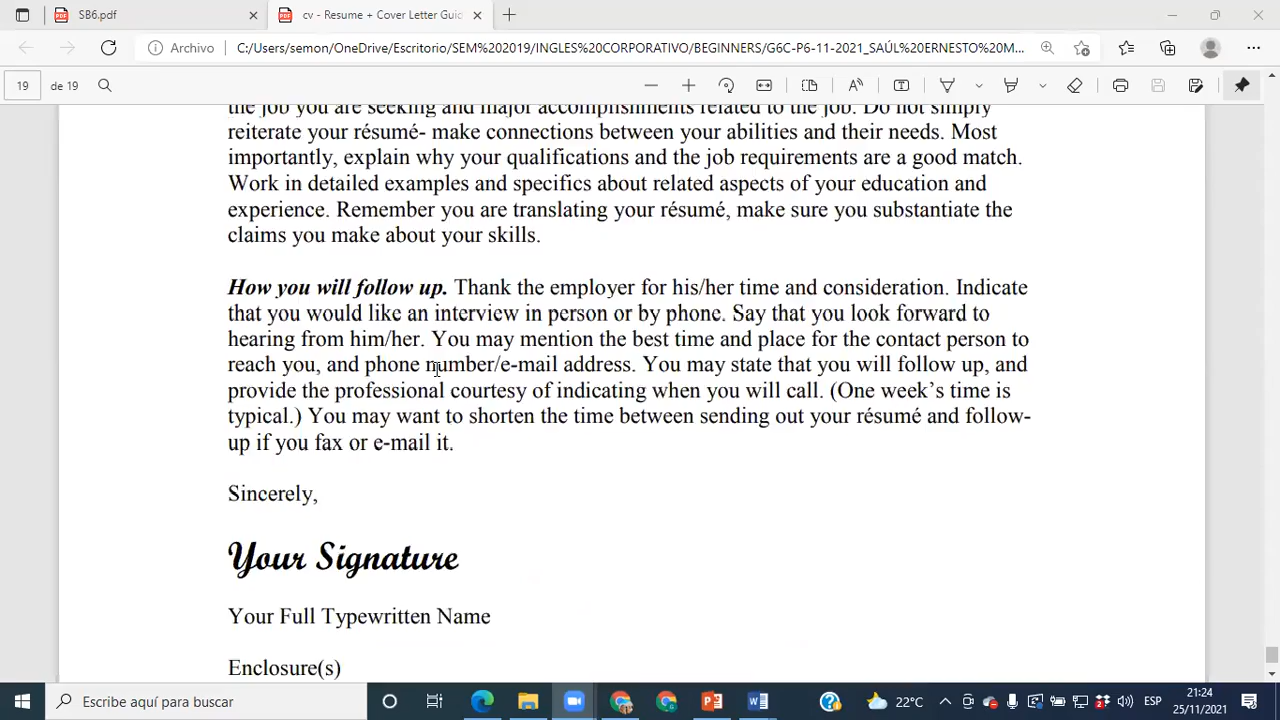 SB6.pdf
cv - Resume + Cover Letter Guid
Archivo
C:/Users/semon/OneDrive/Escritorio/SEM%202019/INGLES%20CORPORATIVO/BEGINNERS/G6C-P6-11-2021_SAÚL%20ERNESTO%20M...
19 de 19
the job you are seeking and major accomplishments related to the job. Do not simply
reiterate your résumé- make connections between your abilities and their needs. Most
importantly, explain why your qualifications and the job requirements are a good match.
Work in detailed examples and specifics about related aspects of your education and
experience. Remember you are translating your résumé, make sure you substantiate the
claims you make about your skills.
How you will follow up. Thank the employer for his/her time and consideration. Indicate
that you would like an interview in person or by phone. Say that you look forward to
hearing from him/her. You may mention the best time and place for the contact person to
reach you, and phone number/e-mail address. You may state that you will follow up, and
provide the professional courtesy of indicating when you will call. (One week’s time is
typical.) You may want to shorten the time between sending out your résumé and follow-
up if you fax or e-mail it.
Sincerely,
Your Signature
Your Full Typewritten Name
Enclosure(s)
Escribe aquí para buscar
22°C
ESP
21:24
25/11/2021